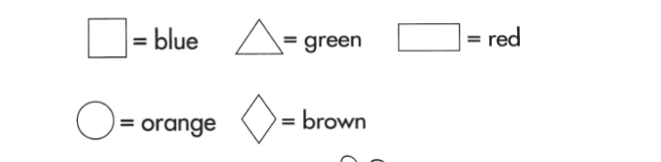 = blue = green = red
= orange = brown